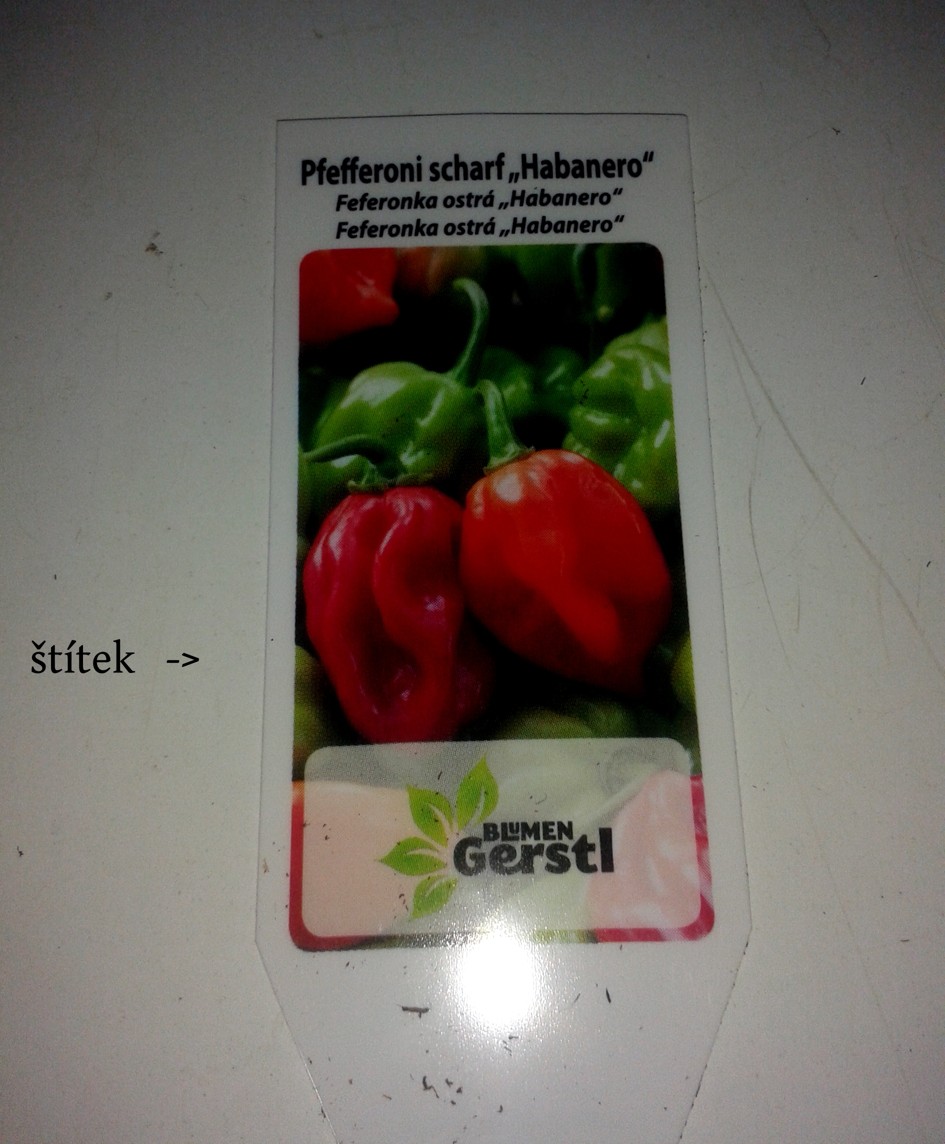 Pfefferoni scharf „Habanero“
Feferonka ostrá „Habanero“
Feferonka ostrá „Habanero“
štítek ->
BLUMEN
Gerstl